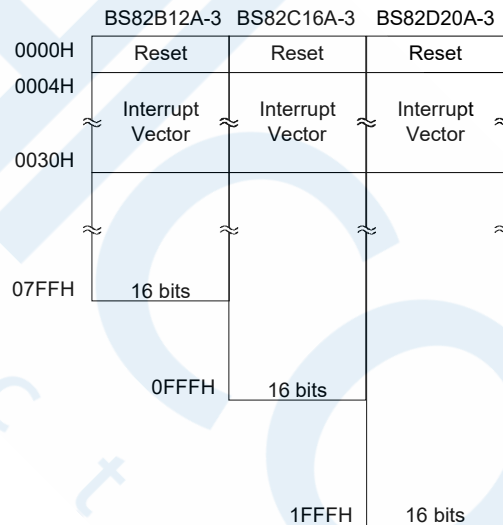 BS82B12A-3 BS82C16A-3 BS82D20A-3
0000H Reset Reset Reset
0004H
Interrupt Vector Interrupt Vector Interrupt Vector
0030H
07FFH 16 bits
0FFFH 16 bits
1FFFH 16 bits